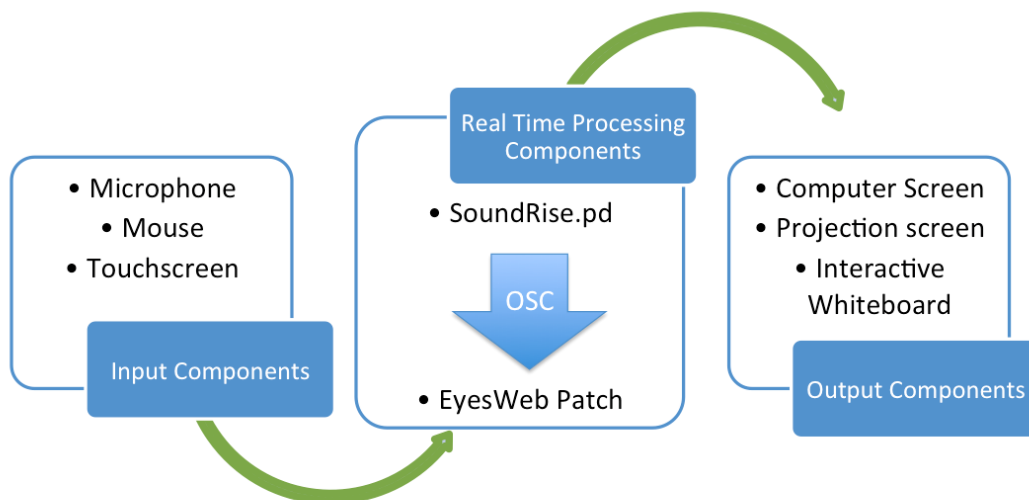 • Microphone
• Mouse
• Touchscreen
Input Components
Real Time Processing
Components
• SoundRise.pd
OSC
• EyesWeb Patch
• Computer Screen
• Projection screen
• Interactive
Whiteboard
Output Components